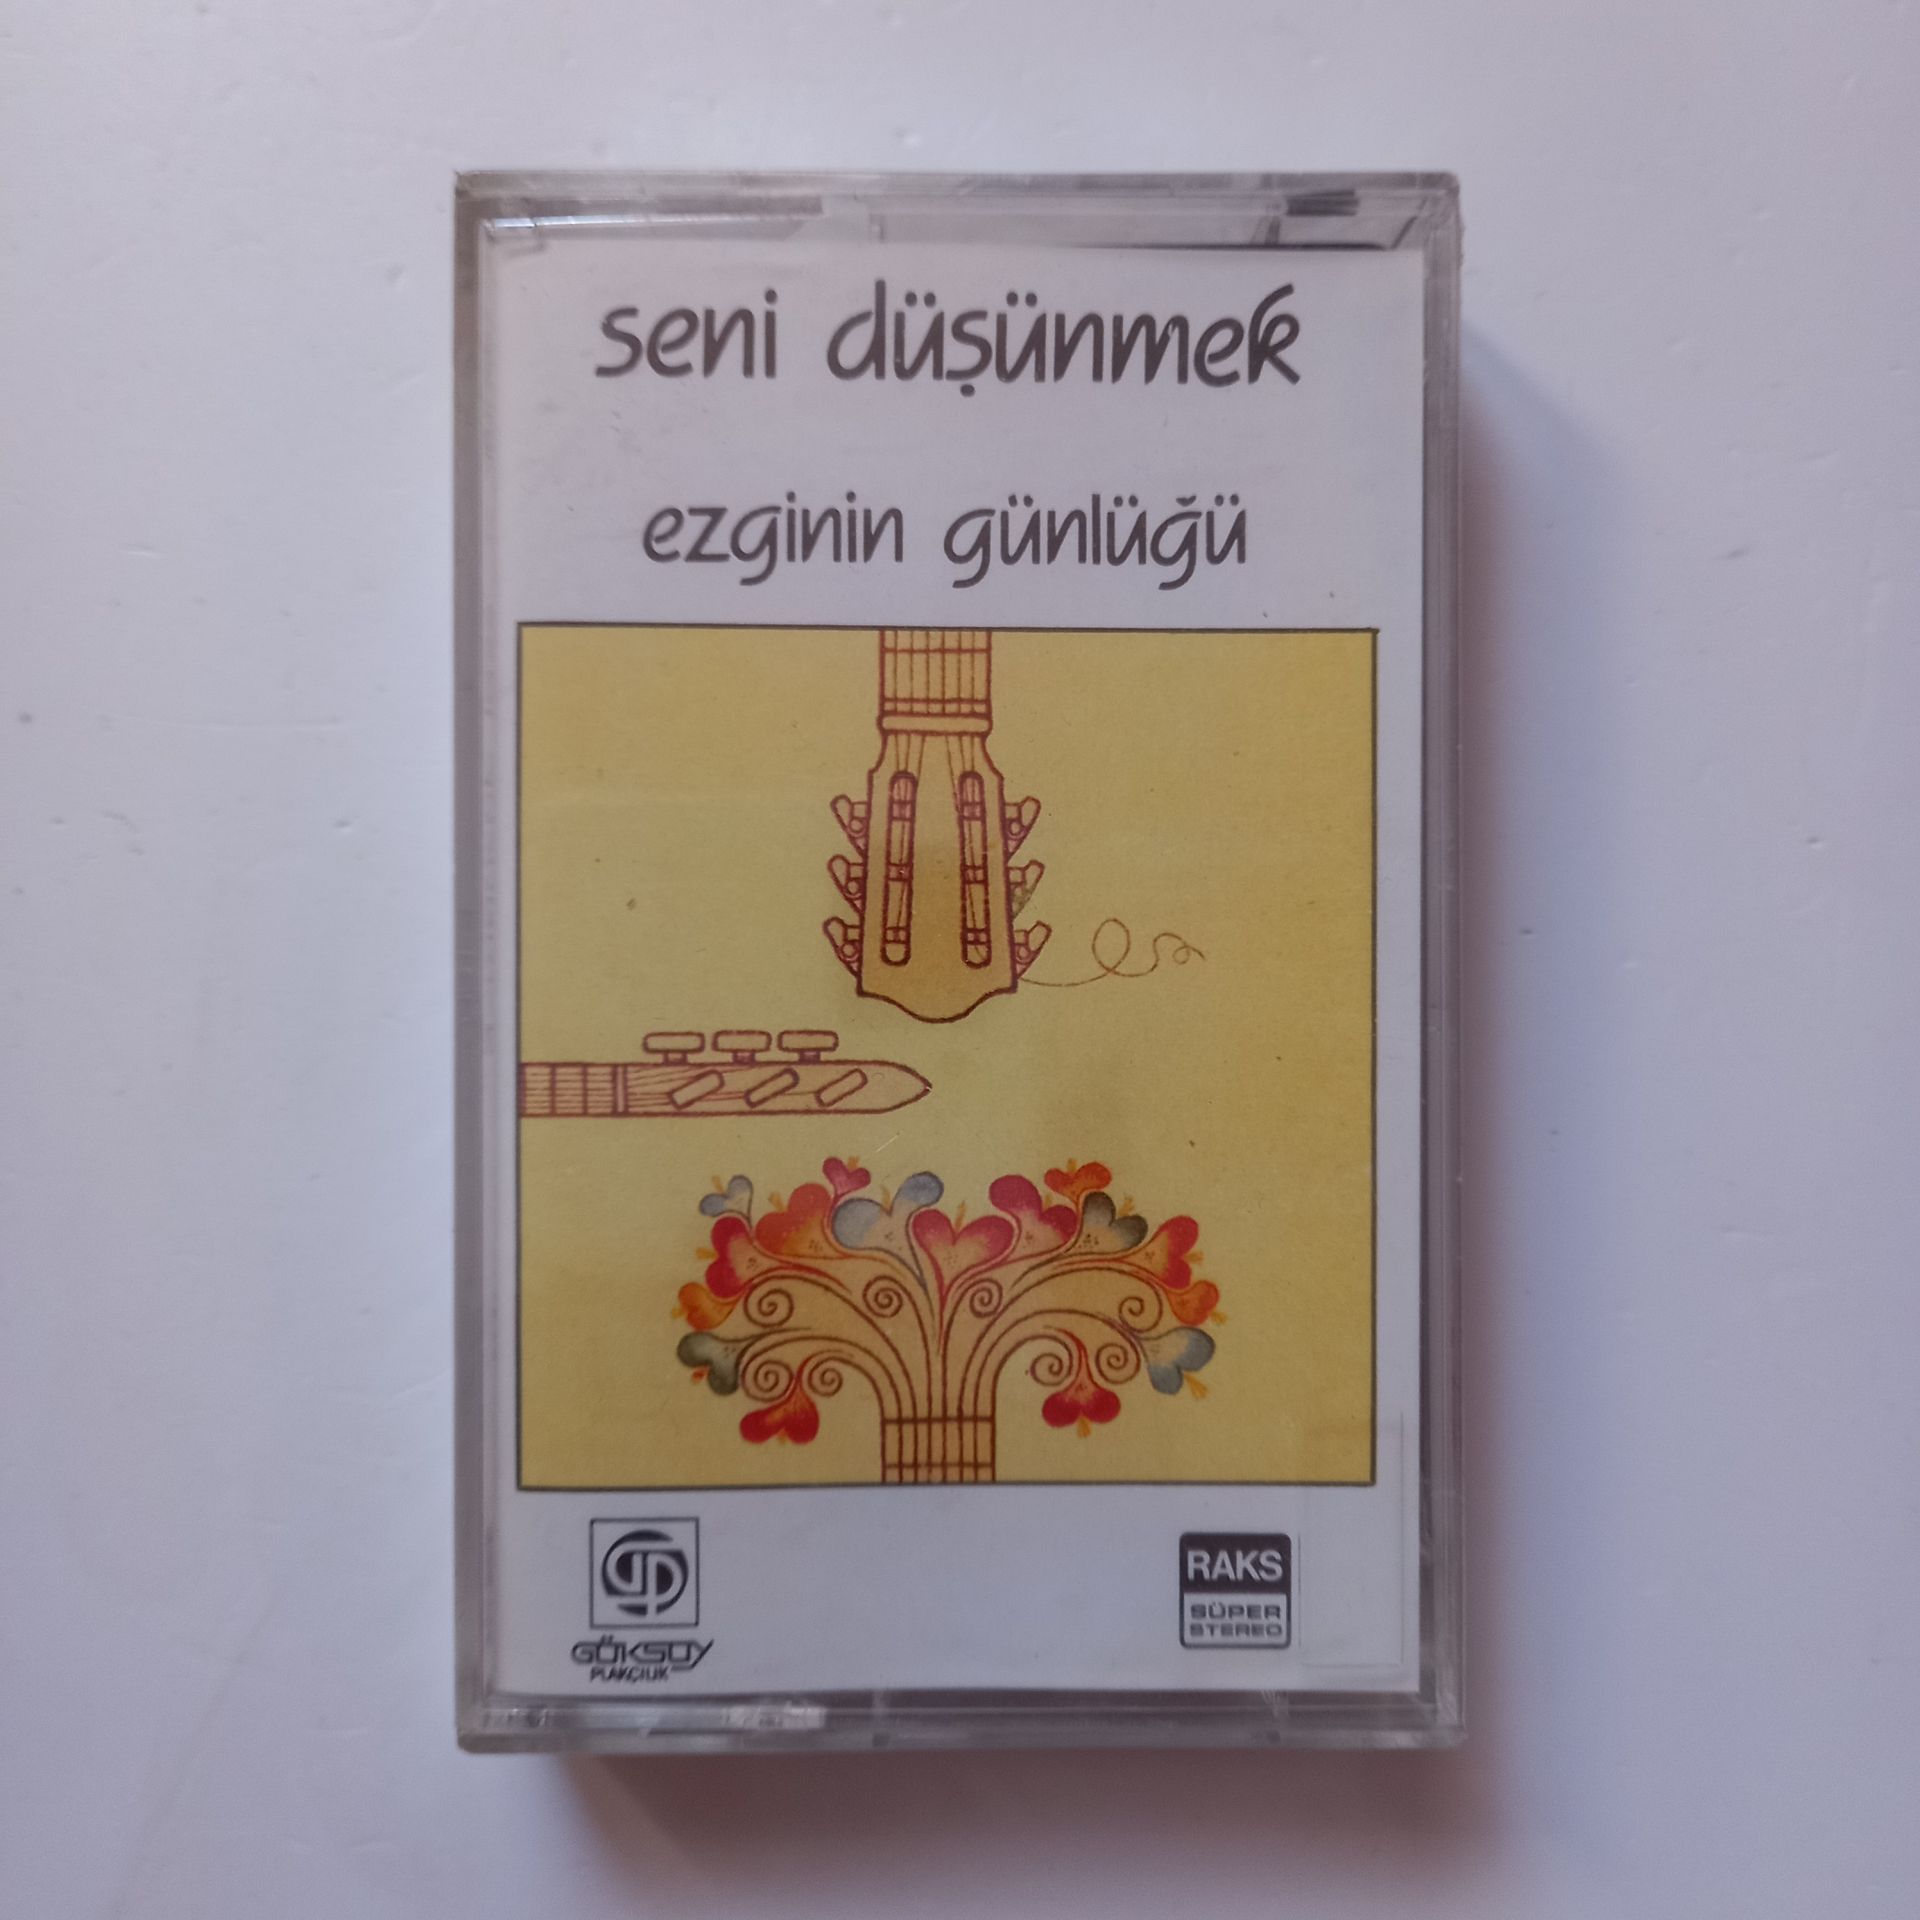 seni düşünmek
ezginin günlüğü
GÖKSOY
PLAKÇILIK
RAKS
SÜPER
STEREO